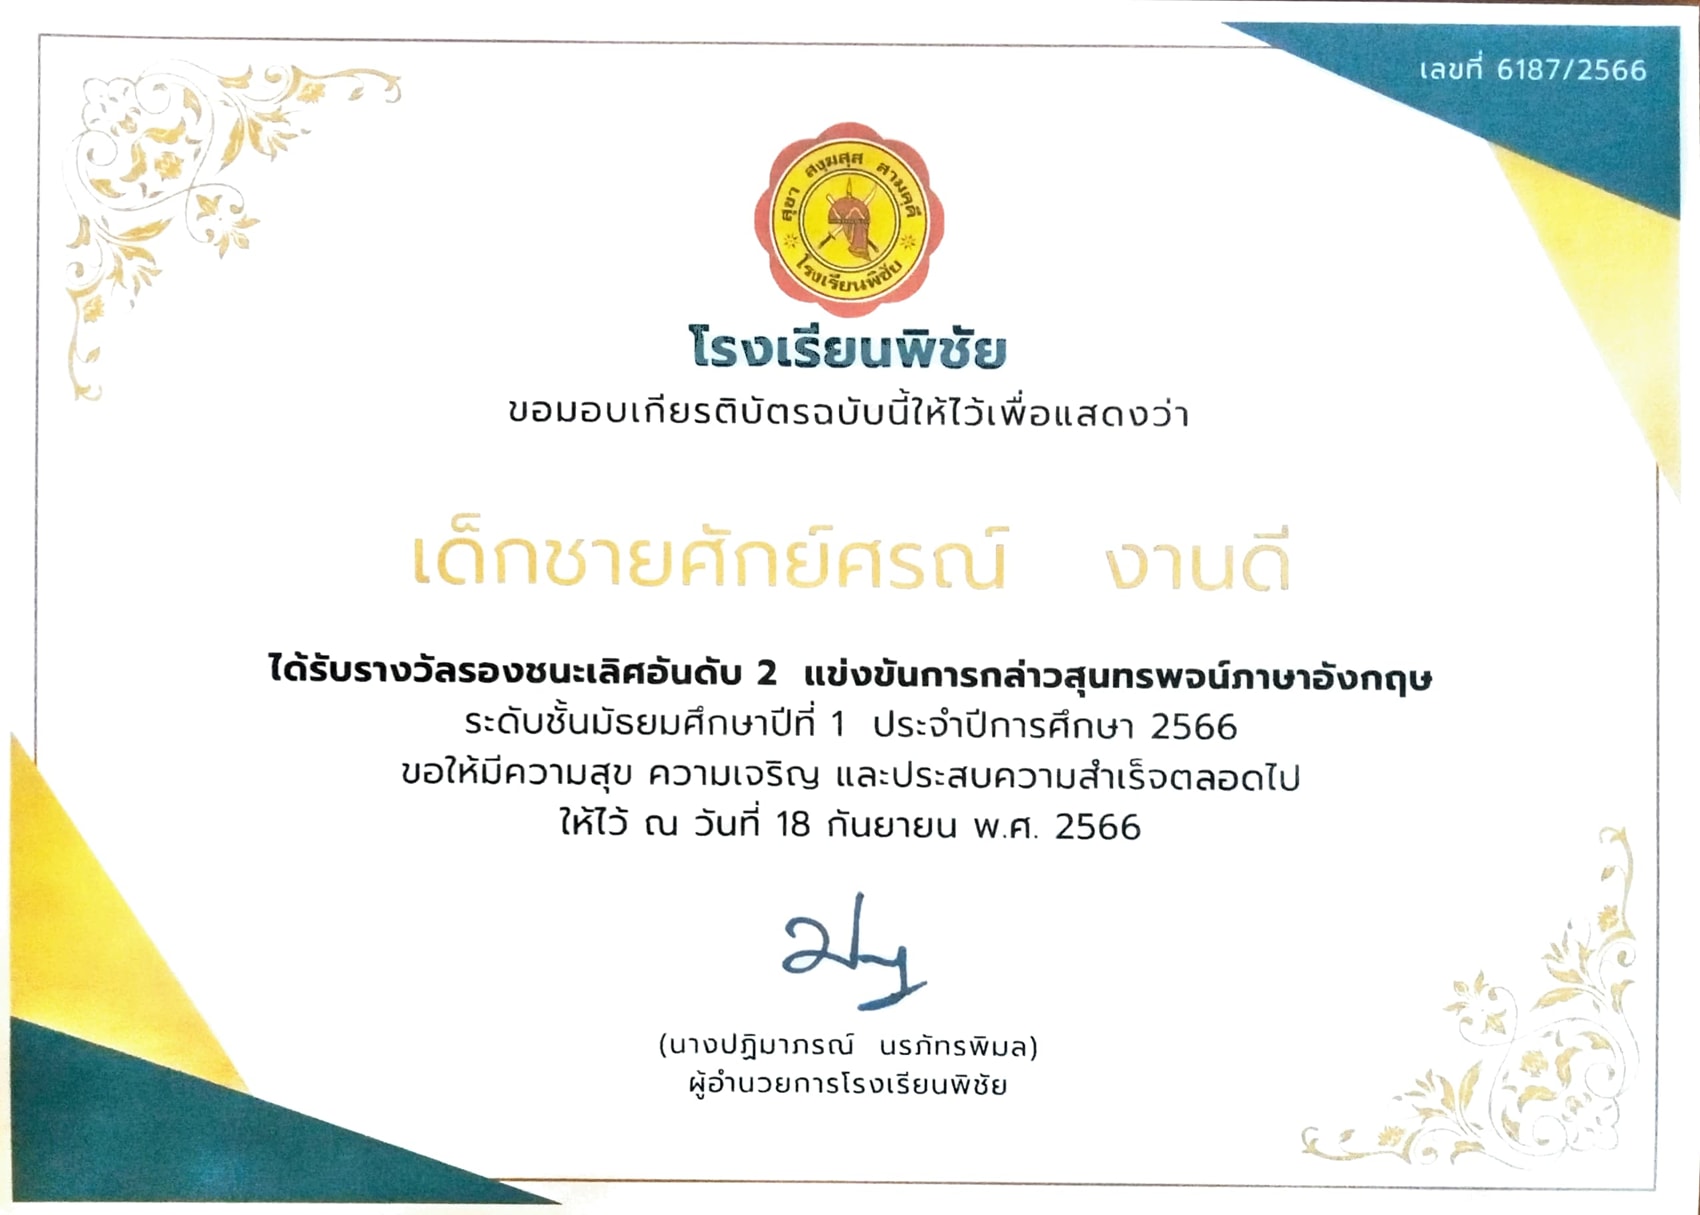 เลขที่ 6187/2566
สุขา สงฺฆสฺส สามคฺคี
โรงเรียนพิชัย
โรงเรียนพิชัย
ขอมอบเกียรติบัตรฉบับนี้ให้ไว้เพื่อแสดงว่า
เด็กชายศักย์ศรณ์ งานดี
ได้รับรางวัลรองชนะเลิศอันดับ 2 แข่งขันการกล่าวสุนทรพจน์ภาษาอังกฤษ
ระดับชั้นมัธยมศึกษาปีที่ 1 ประจำปีการศึกษา 2566
ขอให้มีความสุข ความเจริญ และประสบความสำเร็จตลอดไป
ให้ไว้ ณ วันที่ 18 กันยายน พ.ศ. 2566
(นางปฏิมาภรณ์ นรภัทรพิมล)
ผู้อำนวยการโรงเรียนพิชัย